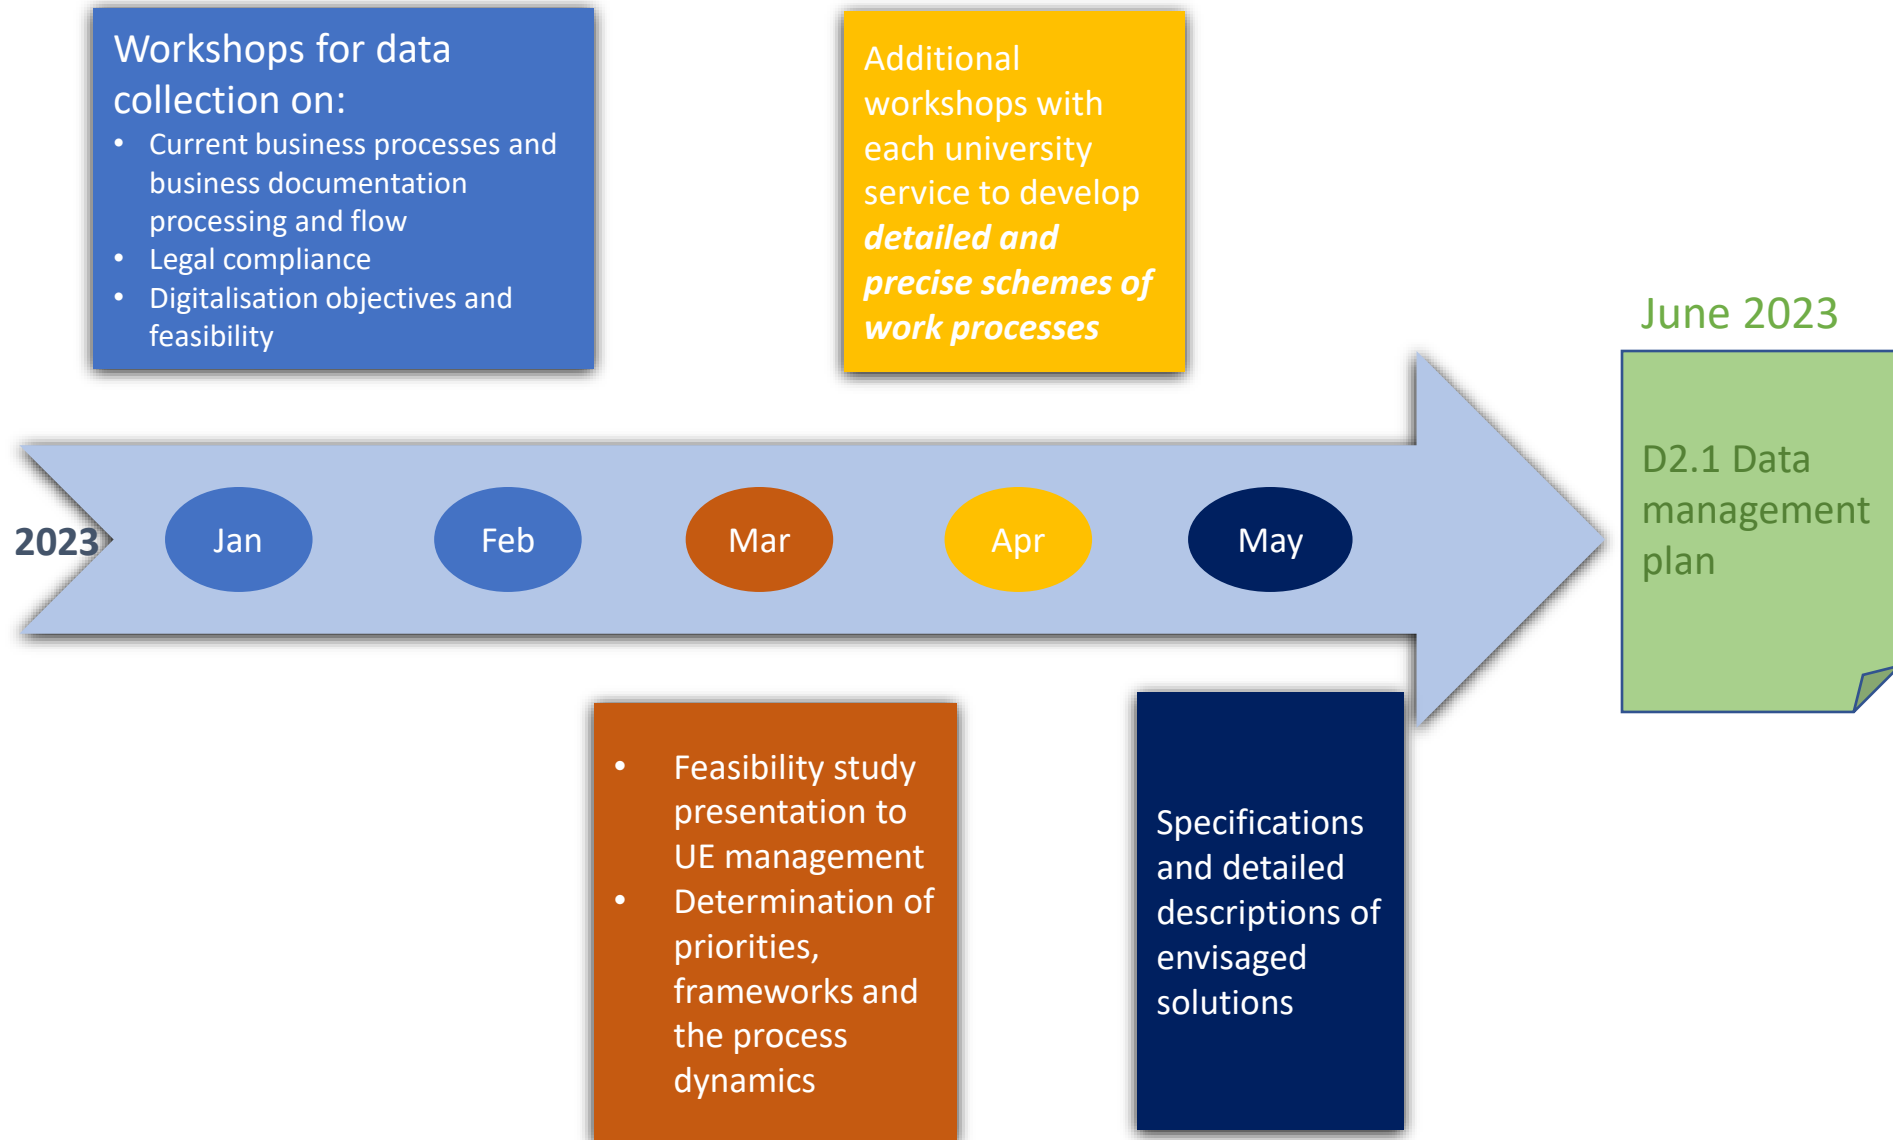 Workshops for data
collection on:
• Current business processes and
business documentation
processing and flow
• Legal compliance
• Digitalisation objectives and
feasibility
Additional
workshops with
each university
service to develop
detailed and
precise schemes of
work processes
June 2023
D2.1 Data
management
plan
2023
Jan
Feb
Mar
Apr
May
• Feasibility study
presentation to
UE management
• Determination of
priorities,
frameworks and
the process
dynamics
Specifications
and detailed
descriptions of
envisaged
solutions